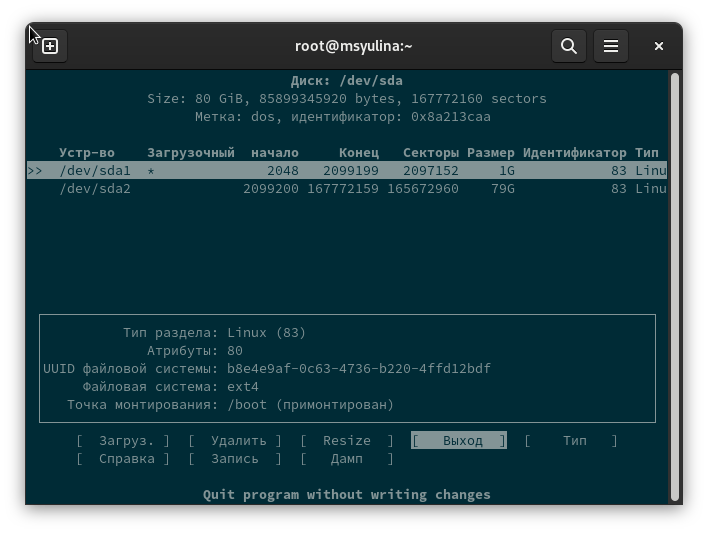 root@msyulina:~
Диск: /dev/sda
Size: 80 GiB, 85899345920 bytes, 167772160 sectors
Метка: dos, идентификатор: 0x8a213caa
Устр-во Загрузочный начало Конец Секторы Размер Идентификатор Тип
>> /dev/sda1 * 2048 2099199 2097152 1G 83 Linu
/dev/sda2 2099200 167772159 165672960 79G 83 Linu
Тип раздела: Linux (83)
Атрибуты: 80
UUID файловой системы: b8e4e9af-0c63-4736-b220-4ffd12bdf
Файловая система: ext4
Точка монтирования: /boot (примонтирован)
[ Загруз. ] [ Удалить ] [ Resize ] [ Выход ] [ Тип ]
[ Справка ] [ Запись ] [ Дамп ]
Quit program without writing changes